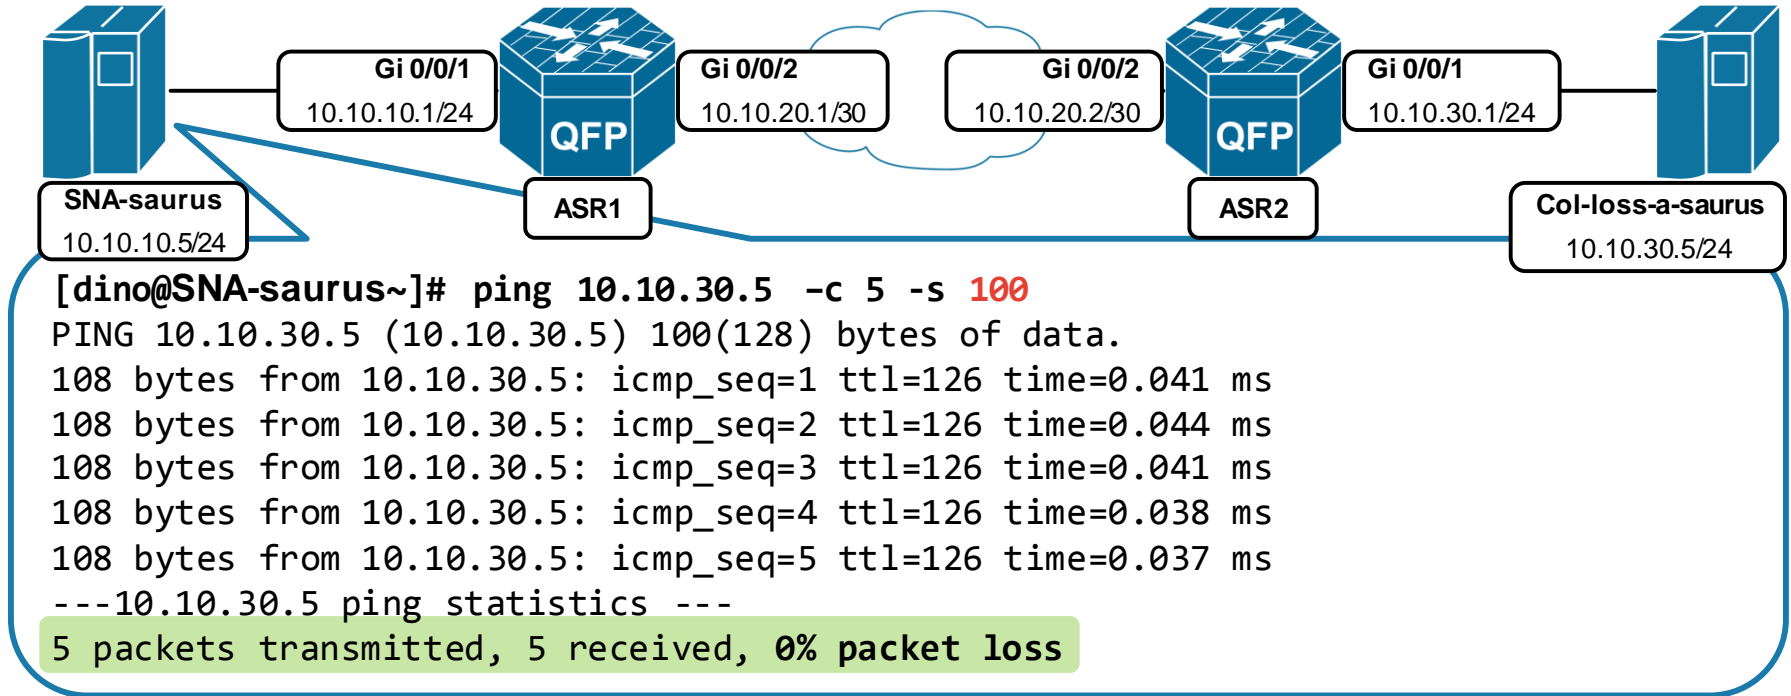 Gi 0/0/1
10.10.10.1/24
QFP
Gi 0/0/2
10.10.20.1/30
Gi 0/0/2
10.10.20.2/30
QFP
Gi 0/0/1
10.10.30.1/24
SNA-saurus
10.10.10.5/24
ASR1
ASR2
Col-loss-a-saurus
10.10.30.5/24
[dino@SNA-saurus~]# ping 10.10.30.5 –c 5 -s 100
PING 10.10.30.5 (10.10.30.5) 100(128) bytes of data.
108 bytes from 10.10.30.5: icmp_seq=1 ttl=126 time=0.041 ms
108 bytes from 10.10.30.5: icmp_seq=2 ttl=126 time=0.044 ms
108 bytes from 10.10.30.5: icmp_seq=3 ttl=126 time=0.041 ms
108 bytes from 10.10.30.5: icmp_seq=4 ttl=126 time=0.038 ms
108 bytes from 10.10.30.5: icmp_seq=5 ttl=126 time=0.037 ms
---10.10.30.5 ping statistics ---
5 packets transmitted, 5 received, 0% packet loss